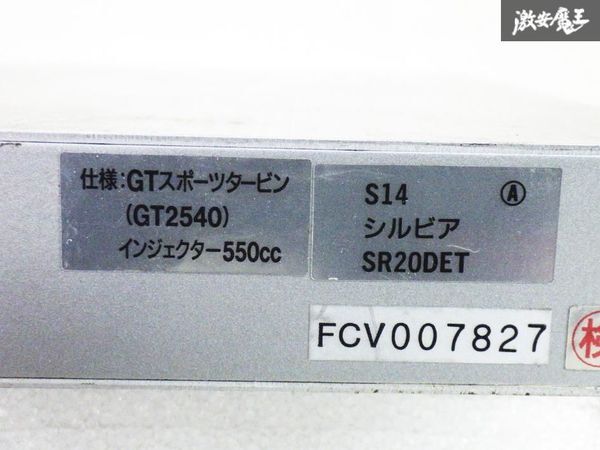 激安魔王
仕様:GTスポーツタービン
(GT2540)
インジェクター550cc
S14 Ⓐ
シルビア
SR20DET
FCV007827
検